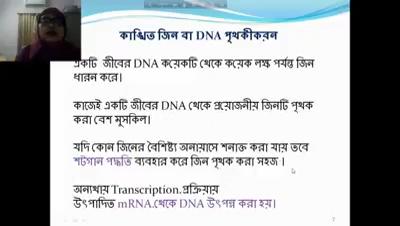 কাঙ্খিত জিন বা DNA পৃথকীকরন
একটি জীবের DNA কয়েকটি থেকে কয়েক লক্ষ পর্যন্ত জিন
ধারন করে।
কাজেই একটি জীবের DNA থেকে প্রয়োজনীয় জিনটি পৃথক
করা বেশ মুসকিল।
যদি কোন জিনের বৈশিষ্ট্য অনায়াসে শনাক্ত করা যায় তবে
শটগান পদ্ধতি ব্যবহার করে জিন পৃথক করা সহজ ।
অন্যথায় Transcription.প্রক্রিয়ায়
উৎপাদিত mRNA.থেকে DNA উৎপন্ন করা হয়।
7